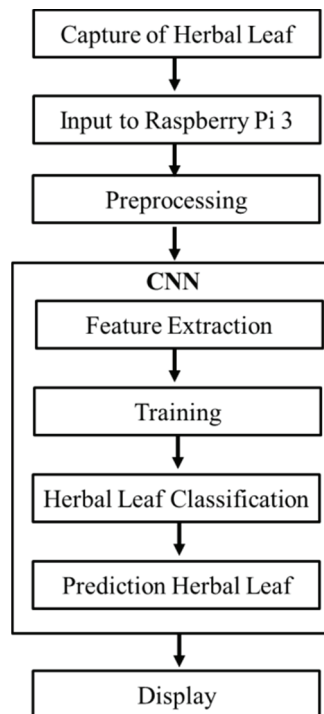 Capture of Herbal Leaf
Input to Raspberry Pi 3
Preprocessing
CNN
Feature Extraction
Training
Herbal Leaf Classification
Prediction Herbal Leaf
Display